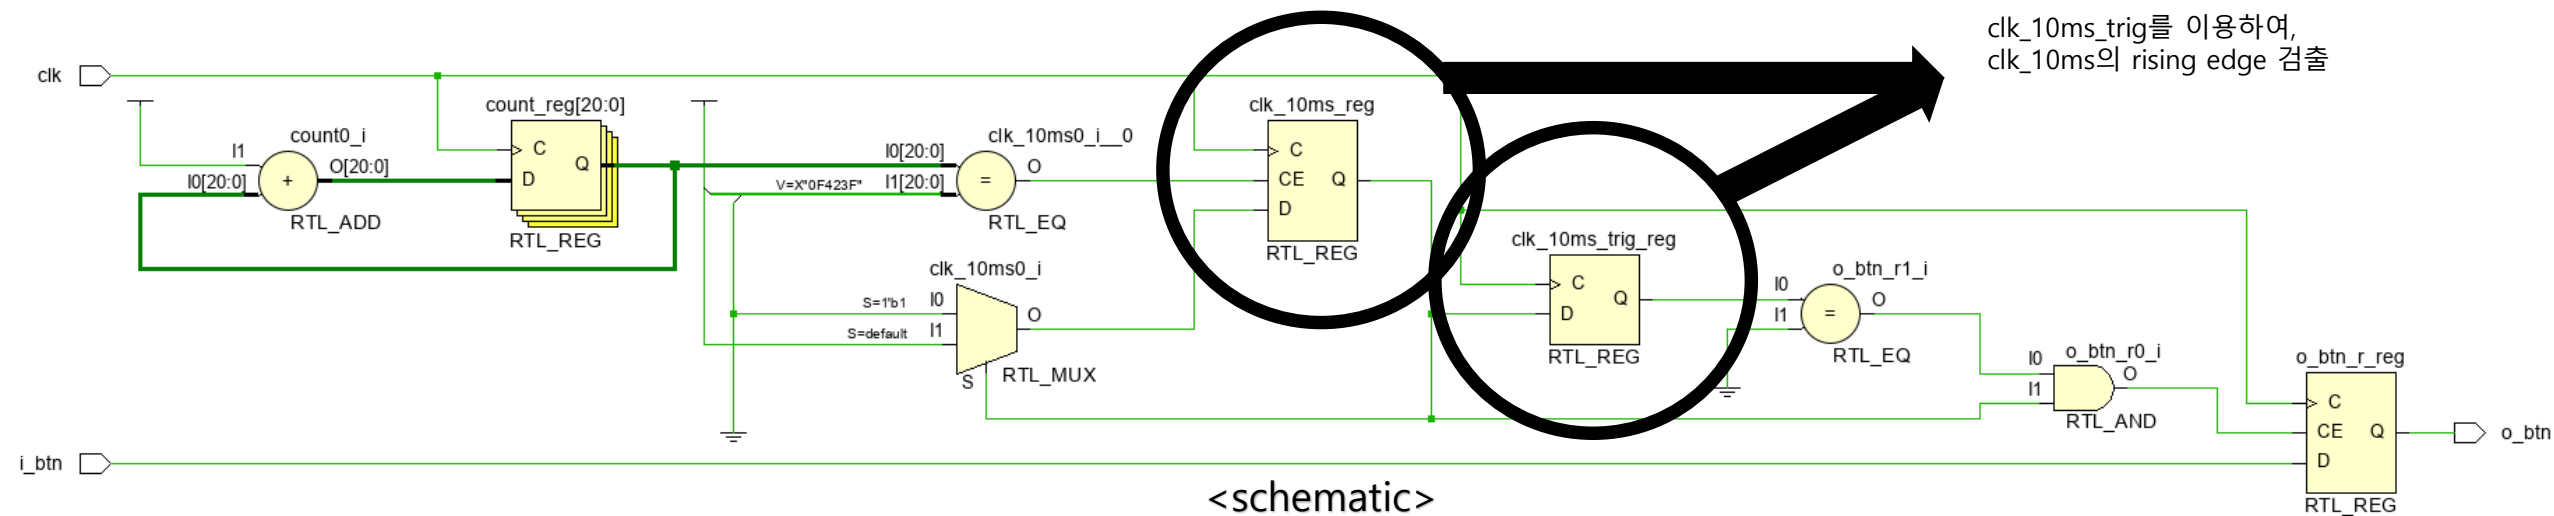 clk_10ms_trig를 이용하여,
clk_10ms의 rising edge 검출
clk
count_reg[20:0]
clk_10ms_reg
count0_i
clk_10ms0_i__0
I1
O[20:0]
I0[20:0]
+
C
Q
D
I0[20:0]
V=X"0F423F"
I1[20:0]
=
O
C
CE
Q
D
RTL_ADD
RTL_REG
RTL_EQ
RTL_REG
clk_10ms0_i
S=1'b1
I0
S=default
I1
O
S
RTL_MUX
clk_10ms_trig_reg
C
Q
D
RTL_REG
o_btn_r1_i
I0
I1
=
O
RTL_EQ
o_btn_r0_i
I0
I1
O
RTL_AND
o_btn_r_reg
C
CE
Q
D
RTL_REG
o_btn
i_btn
<schematic>